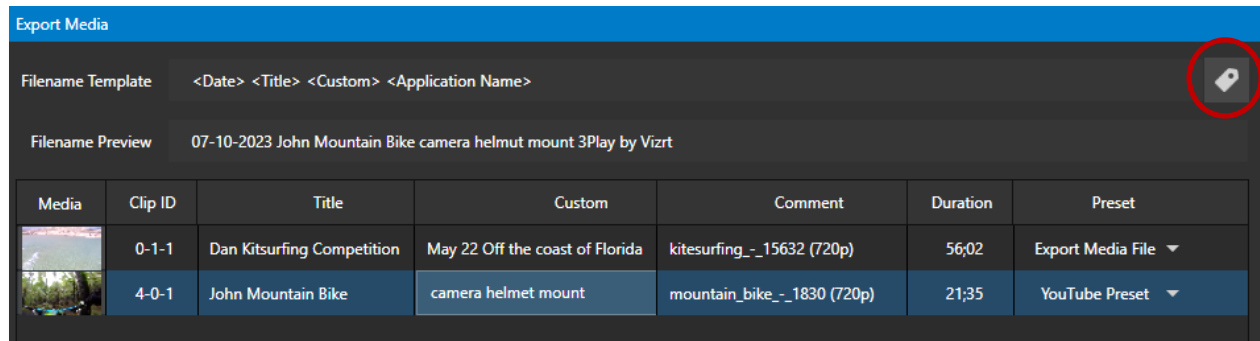 Export Media
Filename Template <Date> <Title> <Custom> <Application Name>
Filename Preview 07-10-2023 John Mountain Bike camera helmut mount 3Play by Vizrt
Media Clip ID Title Custom Comment Duration Preset
0-1-1 Dan Kitsurfing Competition May 22 Off the coast of Florida kitesurfing_-_15632 (720p) 56;02 Export Media File
4-0-1 John Mountain Bike camera helmet mount mountain_bike_-_1830 (720p) 21;35 YouTube Preset